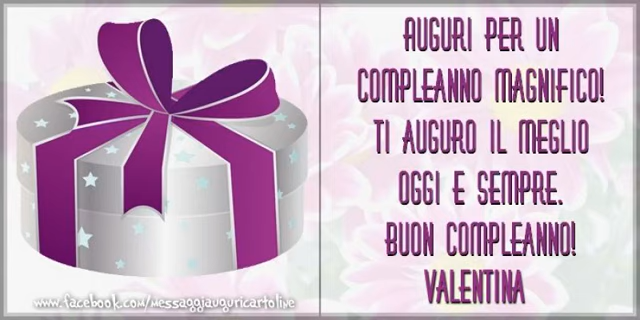 AUGURI PER UN
COMPLEANNO MAGNIFICO!
TI AUGURO IL MEGLIO
OGGI E SEMPRE.
BUON COMPLEANNO!
VALENTINA
www.facebook.com/messaggiauguricartoline